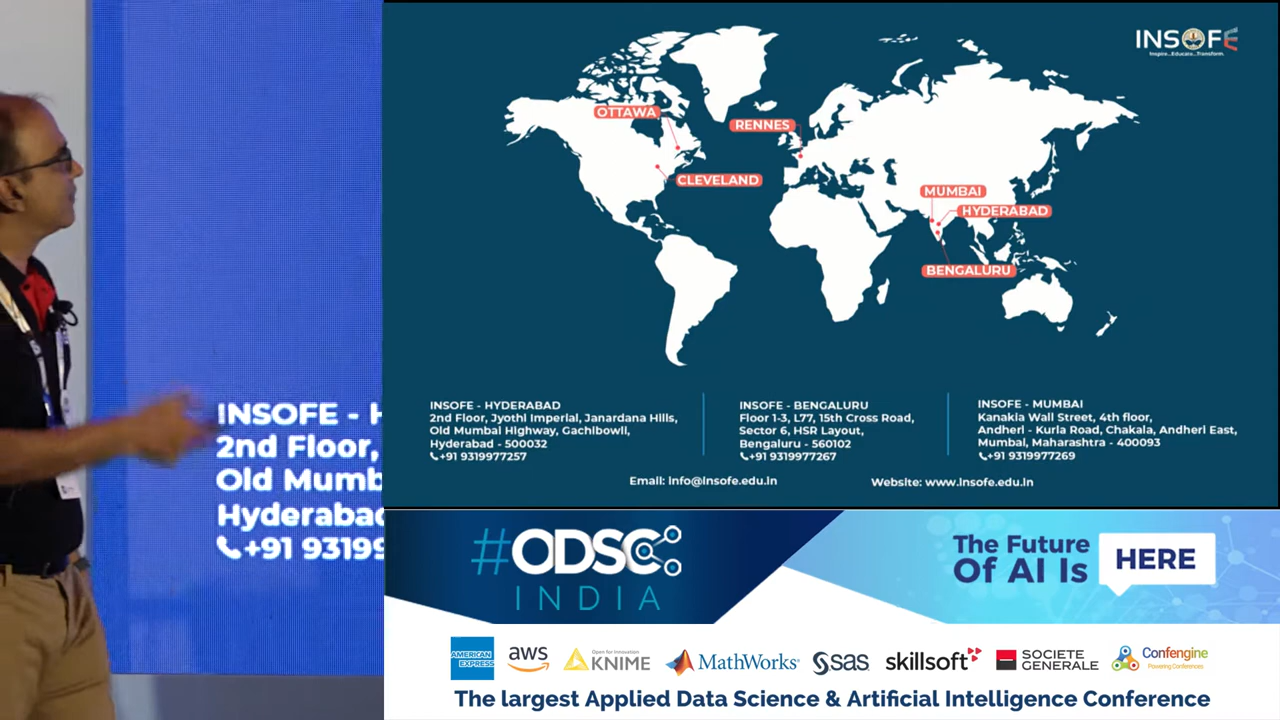 INSOFE
Inspire...Educate...Transform.
OTTAWA
RENNES
CLEVELAND
MUMBAI
HYDERABAD
BENGALURU
INSOFE - HYDERABAD
2nd Floor, Jyothi Imperial, Janardana Hills,
Old Mumbai Highway, Gachibowli,
Hyderabad - 500032
+91 9319977257
INSOFE - BENGALURU
Floor 1-3, L77, 15th Cross Road,
Sector 6, HSR Layout,
Bengaluru - 560102
+91 9319977267
INSOFE - MUMBAI
Kanakia Wall Street, 4th floor,
Andheri - Kurla Road, Chakala, Andheri East,
Mumbai, Maharashtra - 400093
+91 9319977269
Email: info@insofe.edu.in
Website: www.insofe.edu.in
INSOFE - H
2nd Floor,
Old Mumb
Hyderabad
+91 93199
#ODSC
INDIA
The Future
Of AI Is
HERE
AMERICAN
EXPRESS
aws
Open for Innovation
KNIME
MathWorks
sas
skillsoft
SOCIETE
GENERALE
Confengine
Powering Conferences
The largest Applied Data Science & Artificial Intelligence Conference